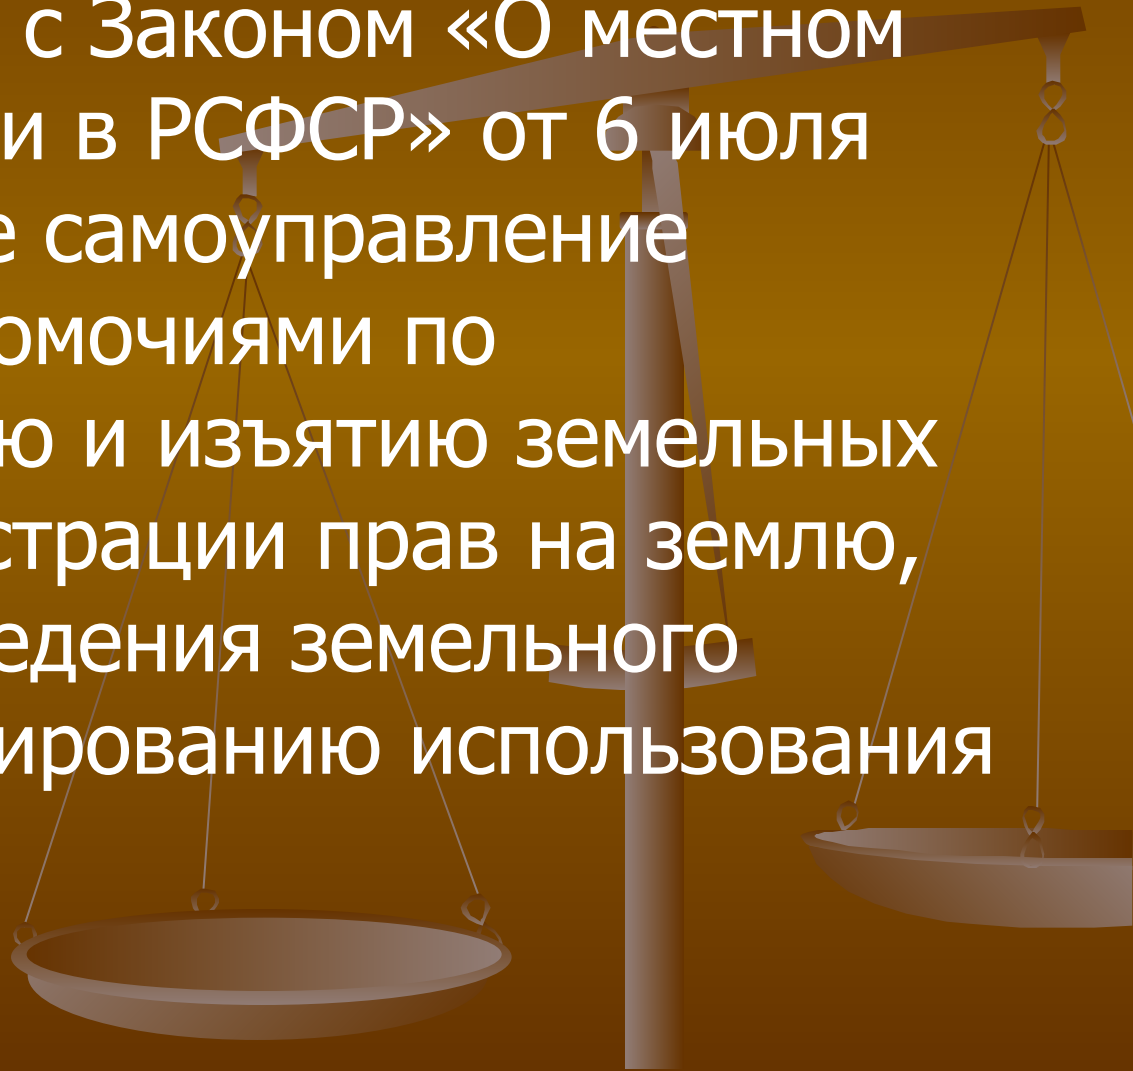 с Законом «О местном
и в РСФСР» от 6 июля
е самоуправление
омочиями по
ю и изъятию земельных
страции прав на землю,
едения земельного
ированию использования